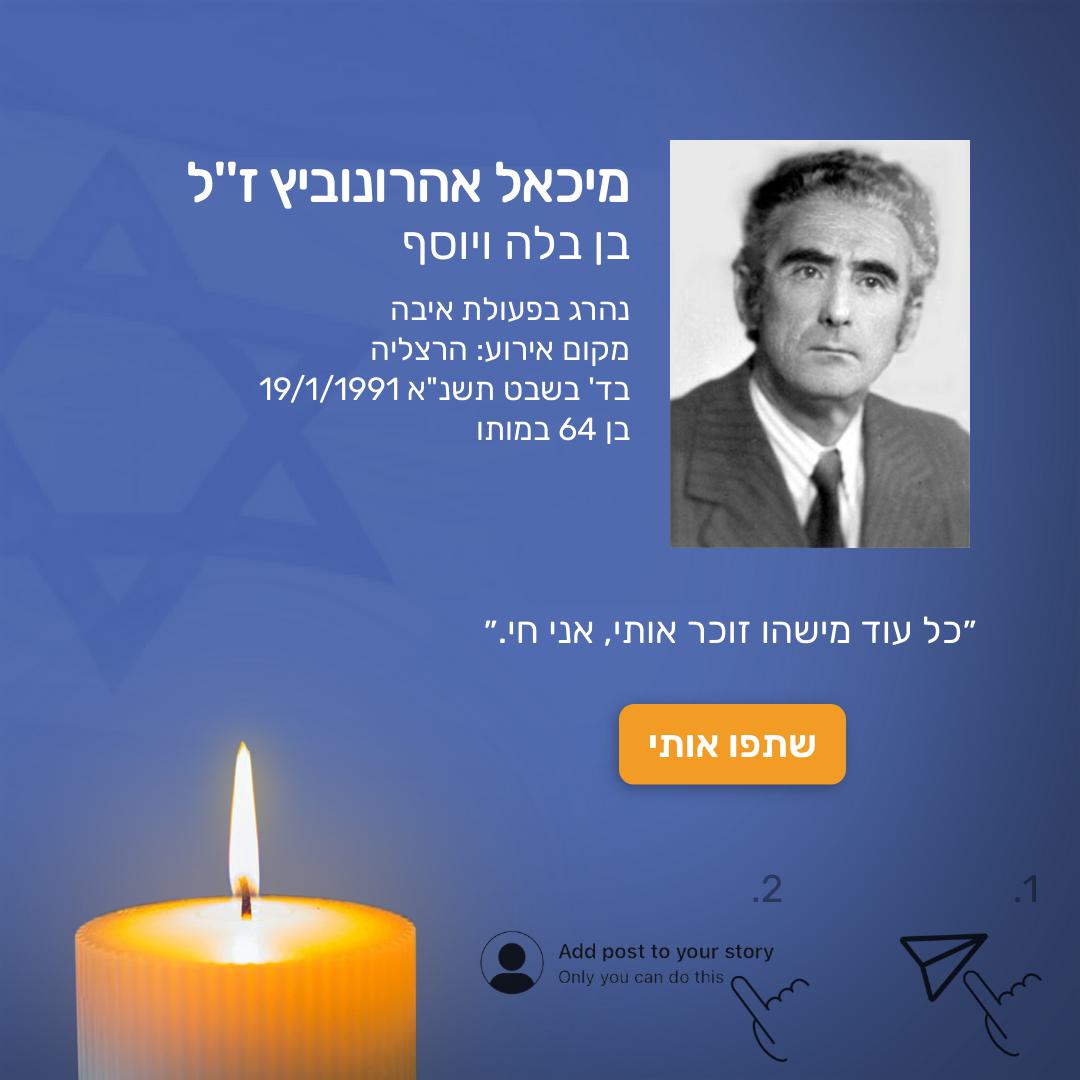 מיכאל אהרונוביץ ז"ל
בן בלה ויוסף
נהרג בפעולת איבה
מקום אירוע: הרצליה
בד' בשבט תשנ"א 19/1/1991
בן 64 במותו
״כל עוד מישהו זוכר אותי, אני חי.״
שתפו אותי
1.
2.
Add post to your story
Only you can do this